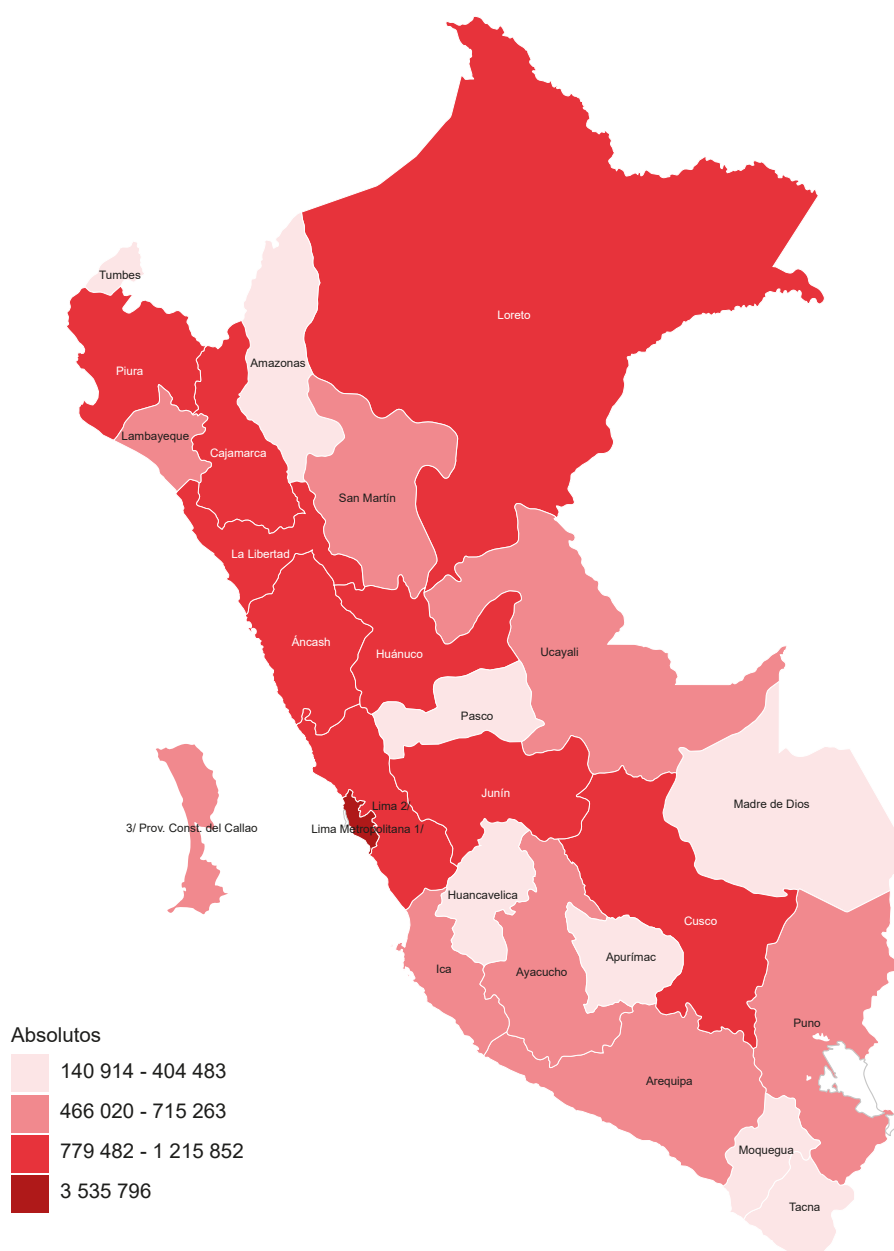 Tumbes
Loreto
Amazonas
Piura
Lambayeque
Cajamarca
San Martín
La Libertad
Áncash
Huánuco
Ucayali
Pasco
Junín
Madre de Dios
Lima 2/
3/ Prov. Const. del Callao
Lima Metropolitana 1/
Huancavelica
Cusco
Apurímac
Ica
Ayacucho
Puno
Arequipa
Moquegua
Tacna
Absolutos
140 914 - 404 483
466 020 - 715 263
779 482 - 1 215 852
3 535 796